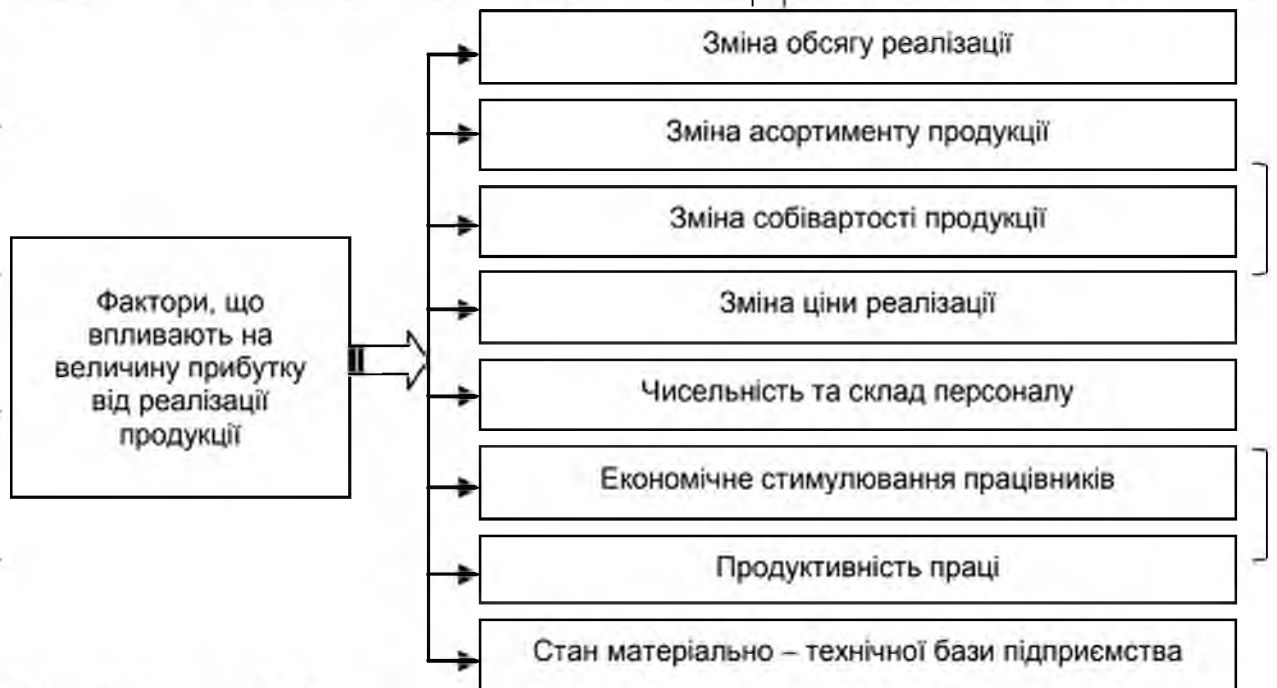 Зміна обсягу реалізації
Зміна асортименту продукції
Зміна собівартості продукції
Зміна ціни реалізації
Чисельність та склад персоналу
Економічне стимулювання працівників
Продуктивність праці
Стан матеріально – технічної бази підприємства
Фактори, що
впливають на
величину прибутку
від реалізації
продукції